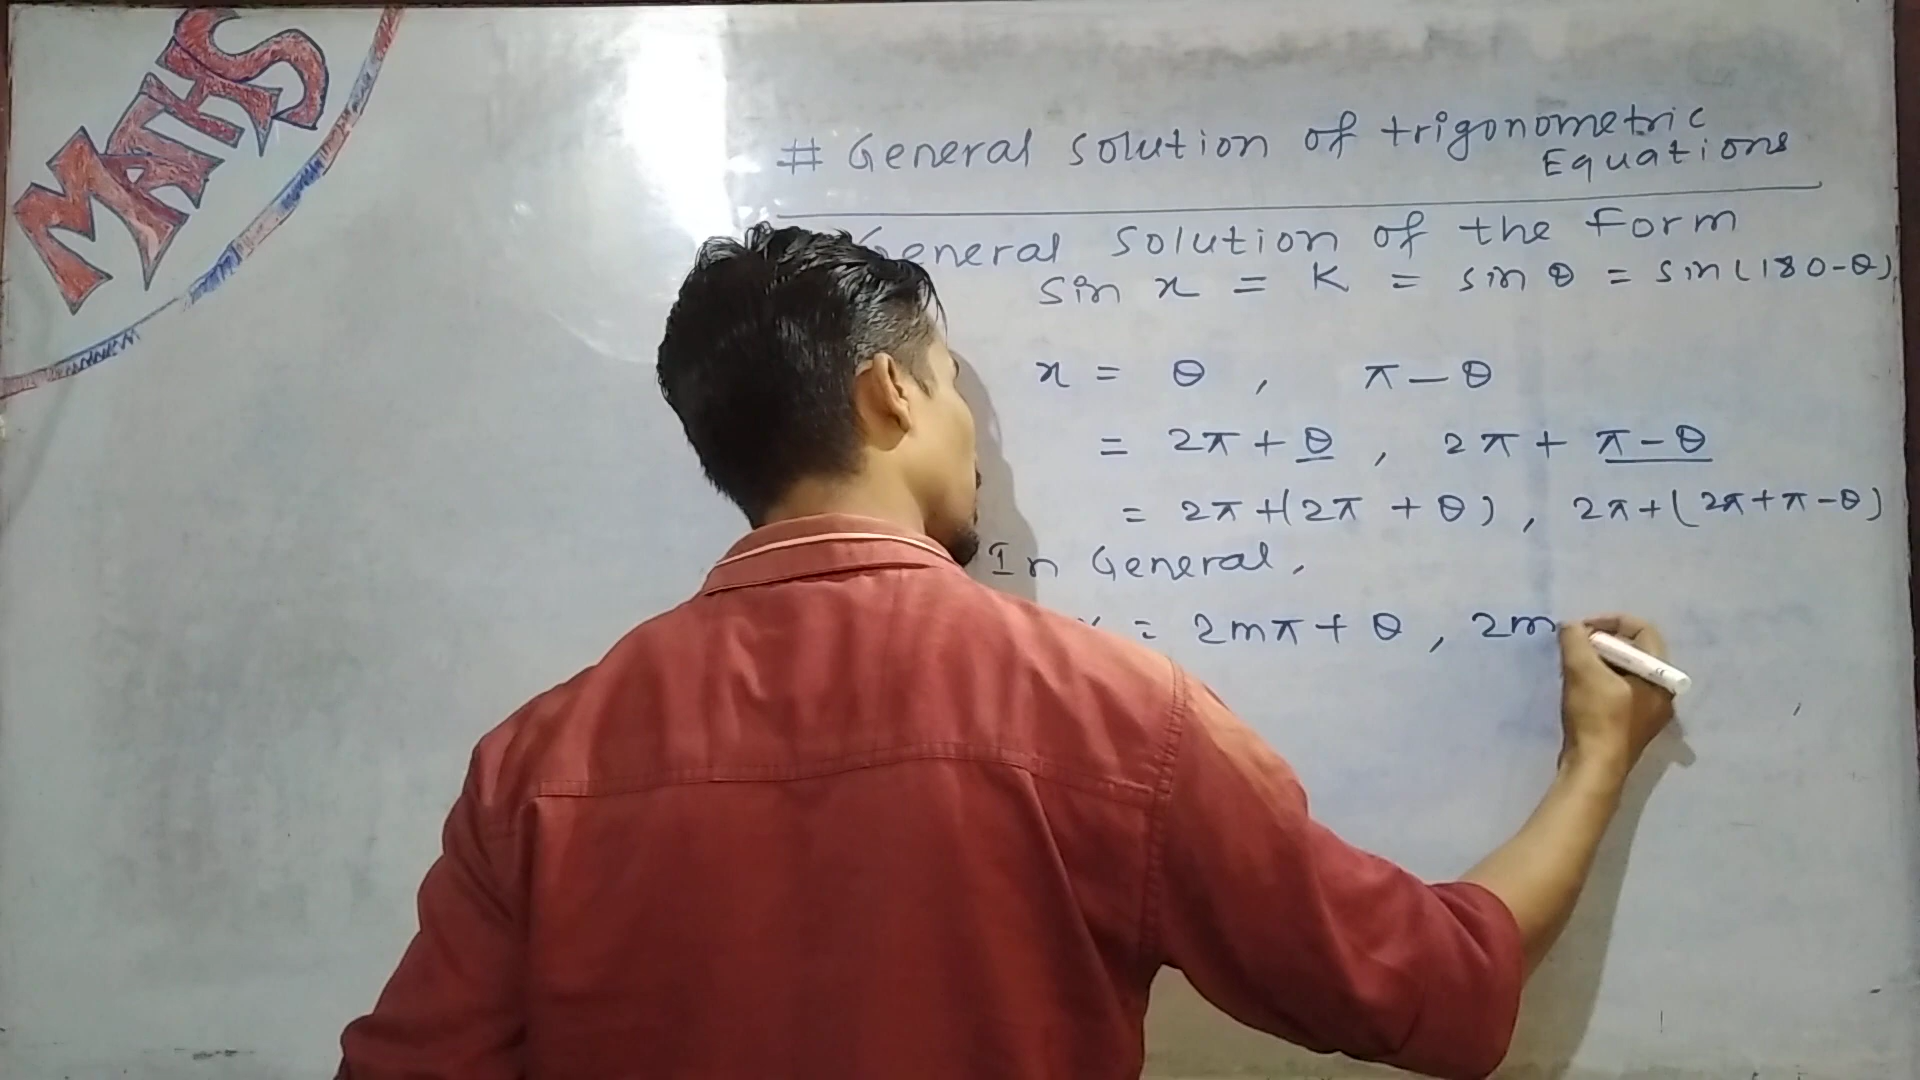 MATHS
# General solution of trigonometric
Equations
General solution of the Form
Sin x = K = sin θ = sin(180-θ)
x = θ , π - θ
= 2π + θ , 2π + π - θ
= 2π + (2π + θ) , 2π + (2π + π - θ)
In General,
x = 2mπ + θ , 2m